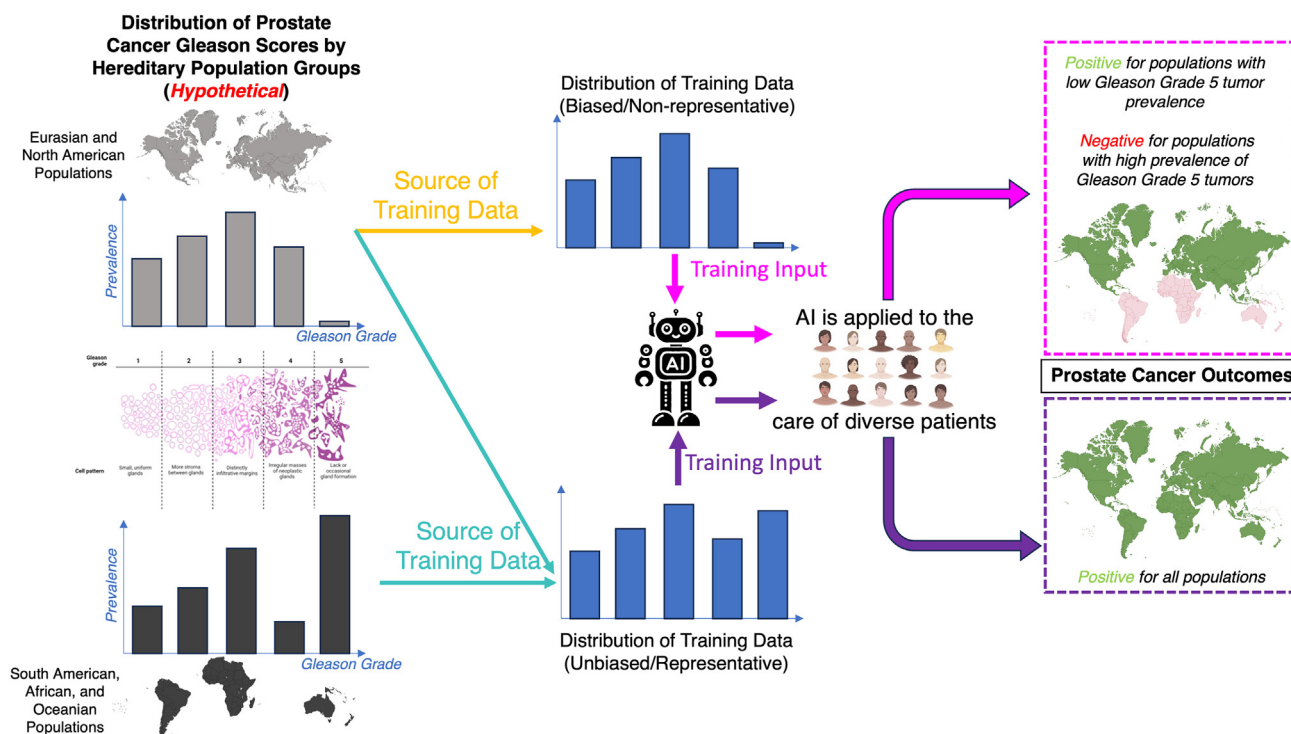 Distribution of Prostate
Cancer Gleason Scores by
Hereditary Population Groups
(Hypothetical)
Eurasian and
North American
Populations
Prevalence
Gleason Grade
Gleason
grade
1
2
3
4
5
Cell pattern
Small, uniform
glands
More stroma
between glands
Distinctly
infiltrative margins
Irregular masses
of neoplastic
glands
Lack or
occasional
gland formation
Prevalence
Gleason Grade
South American,
African, and
Oceanian
Populations
Source of
Training Data
Source of
Training Data
Distribution of Training Data
(Biased/Non-representative)
Training Input
AI
Training Input
Distribution of Training Data
(Unbiased/Representative)
AI is applied to the
care of diverse patients
Positive for populations with
low Gleason Grade 5 tumor
prevalence
Negative for populations
with high prevalence of
Gleason Grade 5 tumors
Prostate Cancer Outcomes
Positive for all populations